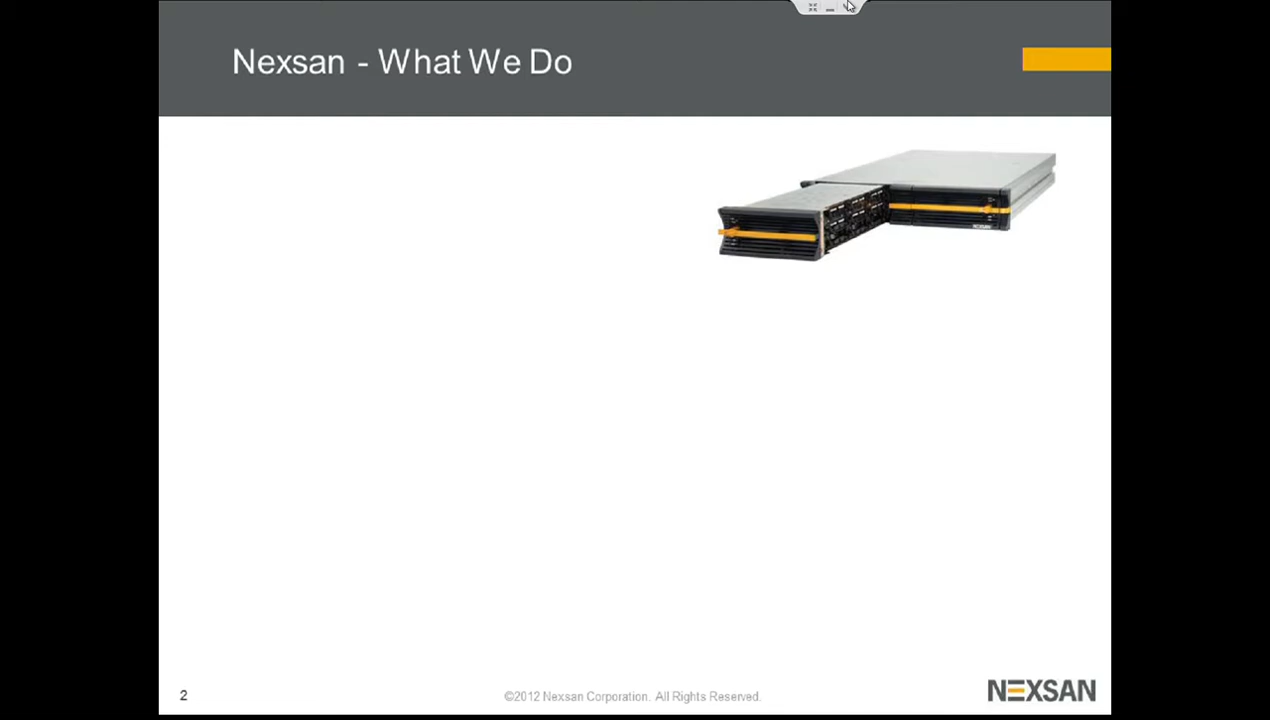 Nexsan - What We Do
2
©2012 Nexsan Corporation. All Rights Reserved.
NEXSAN